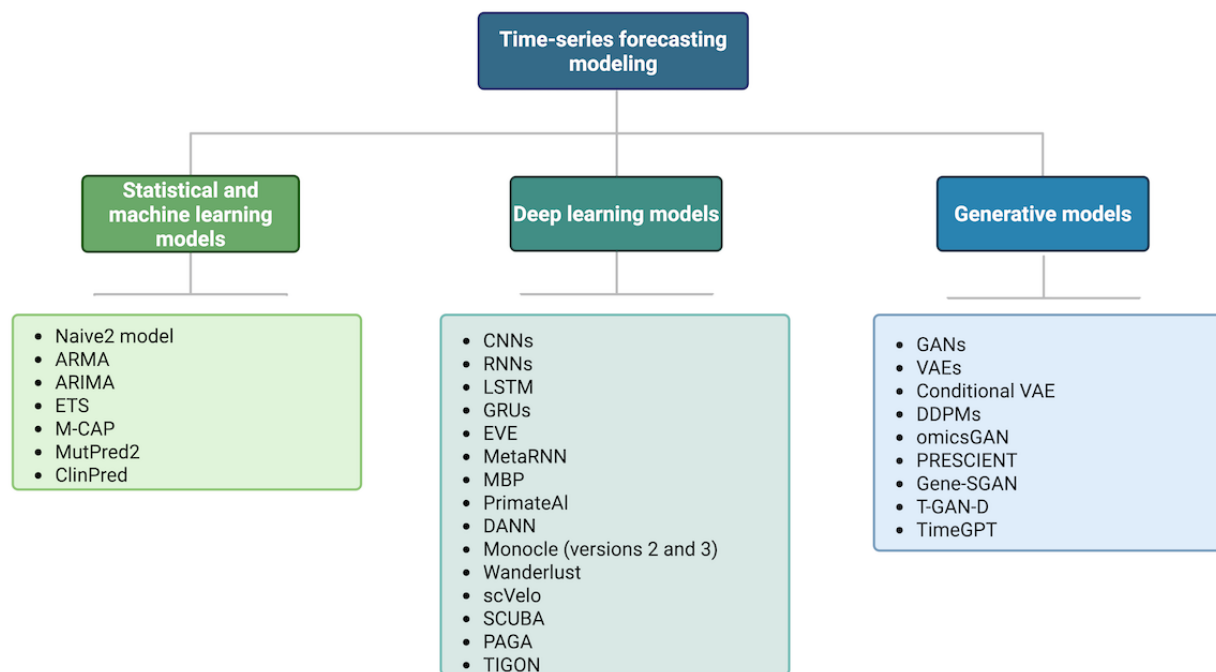 Time-series forecasting
modeling
Statistical and
machine learning
models
Deep learning models
Generative models
• Naive2 model
• ARMA
• ARIMA
• ETS
• M-CAP
• MutPred2
• ClinPred
• CNNs
• RNNs
• LSTM
• GRUs
• EVE
• MetaRNN
• MBP
• PrimateAl
• DANN
• Monocle (versions 2 and 3)
• Wanderlust
• scVelo
• SCUBA
• PAGA
• TIGON
• GANs
• VAEs
• Conditional VAE
• DDPMs
• omicsGAN
• PRESCIENT
• Gene-SGAN
• T-GAN-D
• TimeGPT